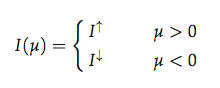 I(μ) = { I↑ μ > 0
I↓ μ < 0